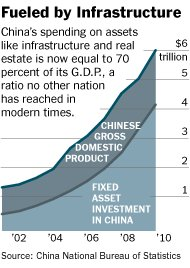 Fueled by Infrastructure
China's spending on assets
like infrastructure and real
estate is now equal to 70
percent of its G.D.P., a
ratio no other nation
has reached in
modern times.
$6
trillion
5
4
3
2
1
CHINESE
GROSS
DOMESTIC
PRODUCT
FIXED
ASSET
INVESTMENT
IN CHINA
'02 '04 '06 '08 '10
Source: China National Bureau of Statistics